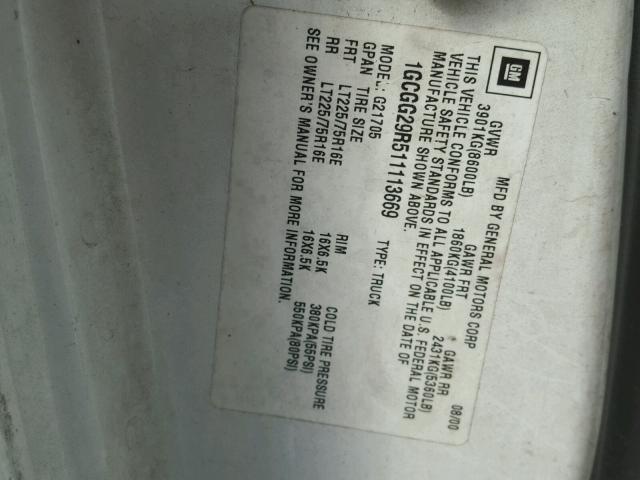 GM
MFD BY GENERAL MOTORS CORP 08/00
GVWR GAWR FRT GAWR RR
3901KG(8600LB) 1860KG(4100LB) 2431KG(5360LB)
THIS VEHICLE CONFORMS TO ALL APPLICABLE U.S. FEDERAL MOTOR
VEHICLE SAFETY STANDARDS IN EFFECT ON THE DATE OF
MANUFACTURE SHOWN ABOVE.
1GCGG29R511113669 TYPE: TRUCK
MODEL: G21705
GPAN TIRE SIZE RIM COLD TIRE PRESSURE
FRT LT225/75R16E 16X6.5K 380KPA(55PSI)
RR LT225/75R16E 16X6.5K 550KPA(80PSI)
SEE OWNER'S MANUAL FOR MORE INFORMATION.